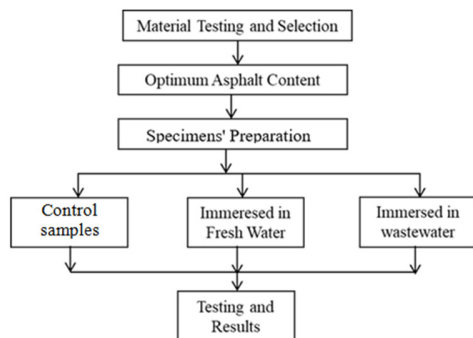 Material Testing and Selection
Optimum Asphalt Content
Specimens' Preparation
Control
samples
Immeresed in
Fresh Water
Immersed in
wastewater
Testing and
Results